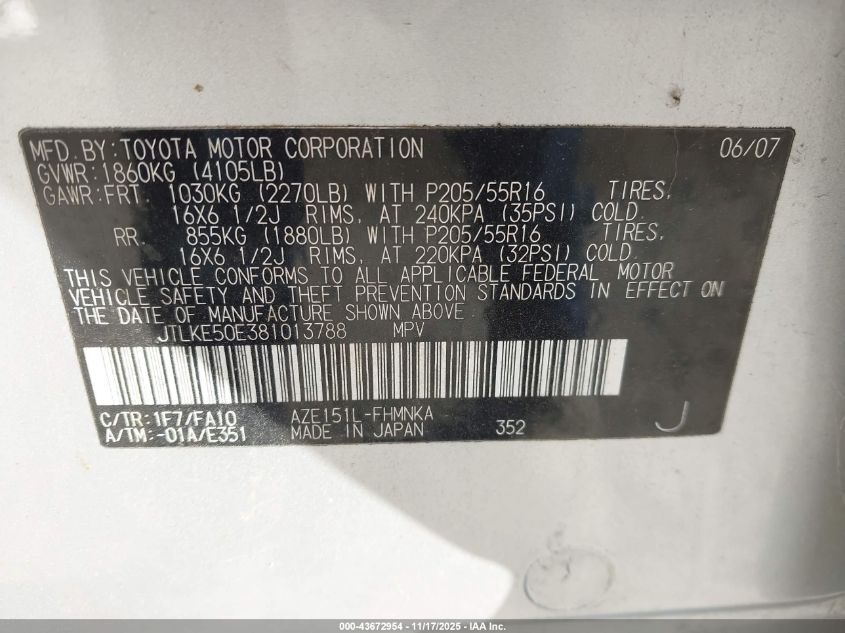 MFD.BY:TOYOTA MOTOR CORPORATION 06/07
GVWR:1860KG (4105LB)
GAWR:FRT. 1030KG (2270LB) WITH P205/55R16 TIRES,
16X6 1/2J RIMS, AT 240KPA (35PSI) COLD.
RR. 855KG (1880LB) WITH P205/55R16 TIRES,
16X6 1/2J RIMS, AT 220KPA (32PSI) COLD.
THIS VEHICLE CONFORMS TO ALL APPLICABLE FEDERAL MOTOR
VEHICLE SAFETY AND THEFT PREVENTION STANDARDS IN EFFECT ON
THE DATE OF MANUFACTURE SHOWN ABOVE.
JTLKE50E381013788 MPV
C/TR:1F7/FA10 AZE151L-FHMNKA
A/TM:-01A/E351 MADE IN JAPAN 352 J
000-43672954 - 11/17/2025 - IAA Inc.